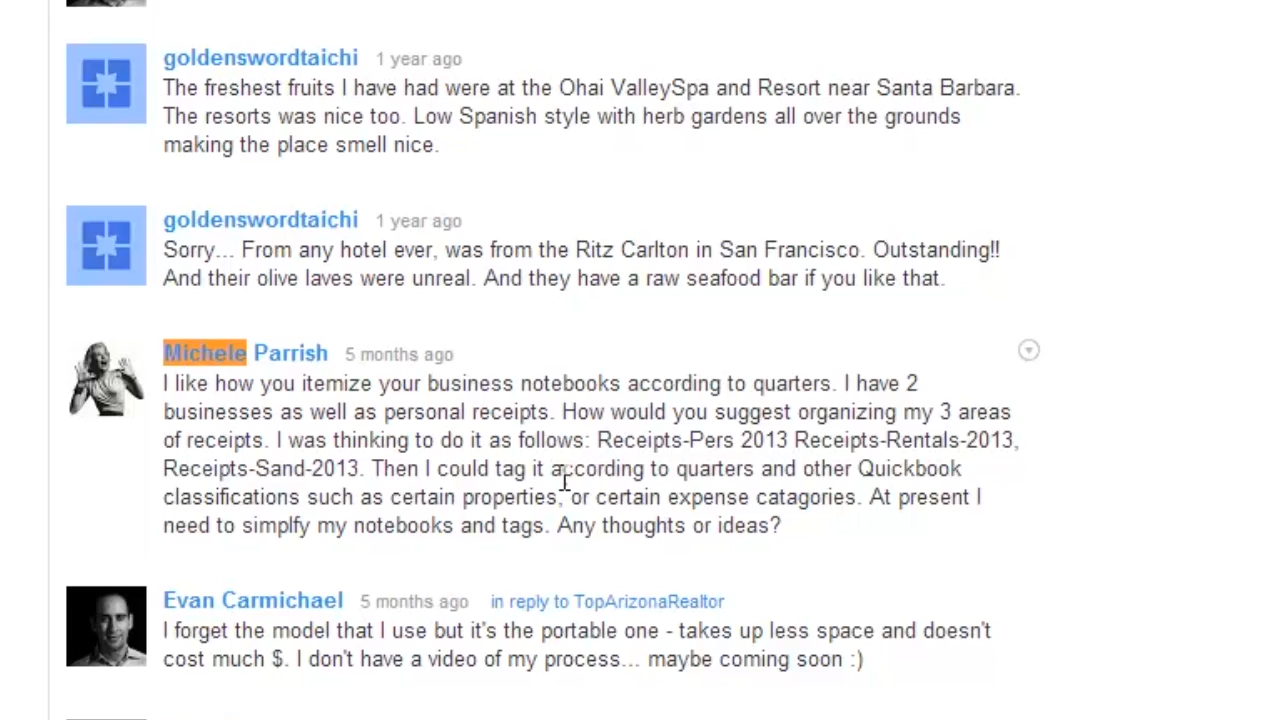 goldenswordtaichi 1 year ago
The freshest fruits I have had were at the Ohai ValleySpa and Resort near Santa Barbara.
The resorts was nice too. Low Spanish style with herb gardens all over the grounds
making the place smell nice.
goldenswordtaichi 1 year ago
Sorry... From any hotel ever, was from the Ritz Carlton in San Francisco. Outstanding!!
And their olive laves were unreal. And they have a raw seafood bar if you like that.
Michele Parrish 5 months ago
I like how you itemize your business notebooks according to quarters. I have 2
businesses as well as personal receipts. How would you suggest organizing my 3 areas
of receipts. I was thinking to do it as follows: Receipts-Pers 2013 Receipts-Rentals-2013,
Receipts-Sand-2013. Then I could tag it according to quarters and other Quickbook
classifications such as certain properties, or certain expense catagories. At present I
need to simplfy my notebooks and tags. Any thoughts or ideas?
Evan Carmichael 5 months ago in reply to TopArizonaRealtor
I forget the model that I use but it's the portable one - takes up less space and doesn't
cost much $. I don't have a video of my process... maybe coming soon :)